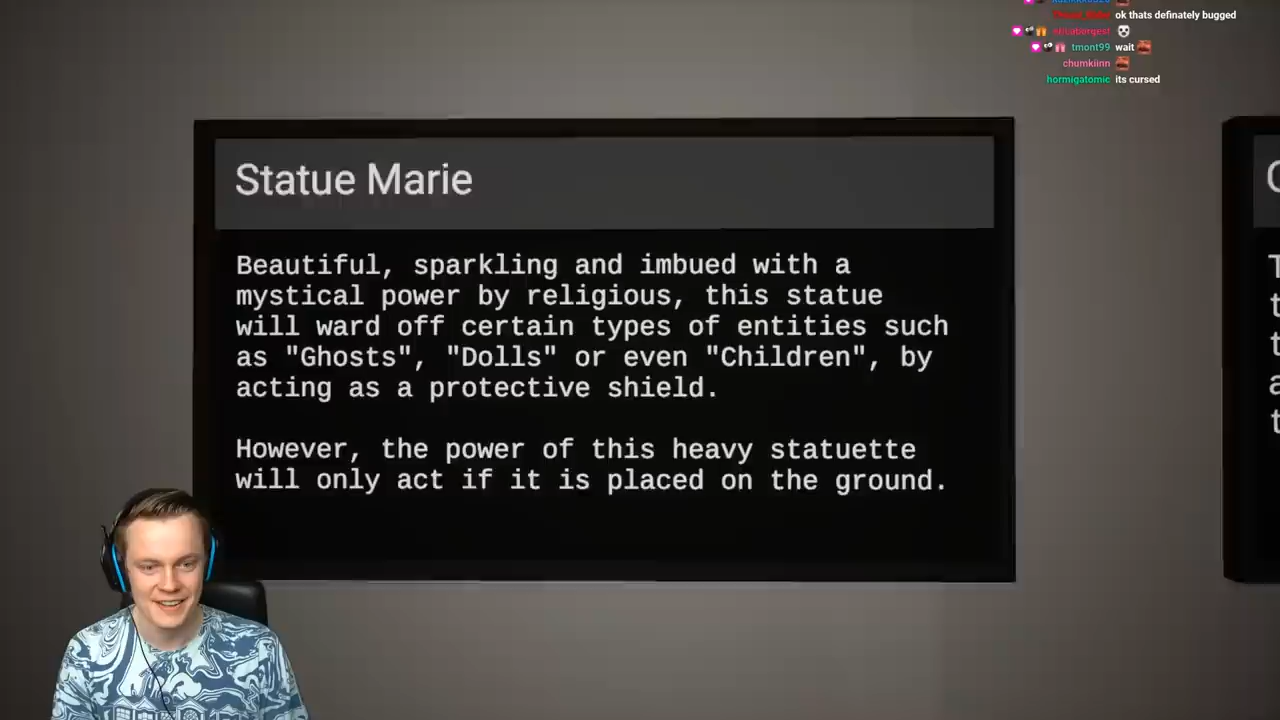 ok thats definately bugged
tmont99 wait
chumkiinn
hormigatomic its cursed
Statue Marie
Beautiful, sparkling and imbued with a
mystical power by religious, this statue
will ward off certain types of entities such
as "Ghosts", "Dolls" or even "Children", by
acting as a protective shield.
However, the power of this heavy statuette
will only act if it is placed on the ground.